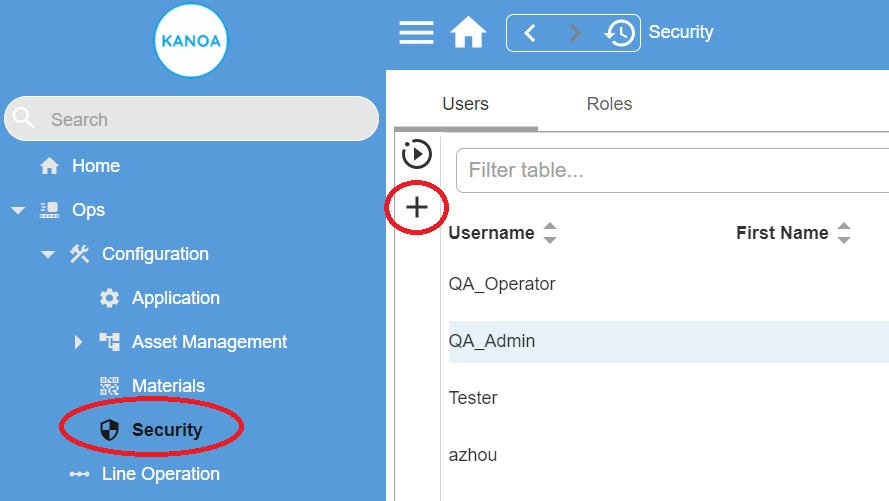 KANOA
Search
Home
Ops
Configuration
Application
Asset Management
Materials
Security
Line Operation
Security
Users
Roles
Filter table...
Username
First Name
QA_Operator
QA_Admin
Tester
azhou